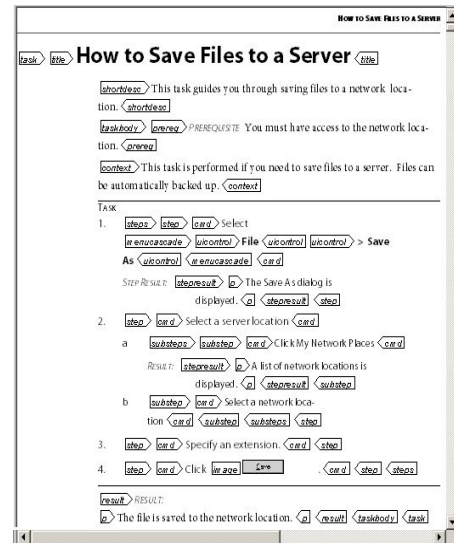 HOW TO SAVE FILES TO A SERVER
task title How to Save Files to a Server title
shortdesc This task guides you through saving files to a network loca-
tion. shortdesc
taskbody prereq PREREQUISITE You must have access to the network loca-
tion. prereq
context This task is performed if you need to save files to a server. Files can
be automatically backed up. context
TASK
1. steps step cmd Select
menucascade uicontrol File uicontrol uicontrol > Save
As uicontrol menucascade cmd
STEP RESULT: stepresult p The Save As dialog is
displayed. p stepresult step
2. step cmd Select a server location cmd
a substeps substep cmd Click My Network Places cmd
RESULT: stepresult p A list of network locations is
displayed. p stepresult substep
b substep cmd Select a network loca-
tion cmd substep substeps step
3. step cmd Specify an extension. cmd step
4. step cmd Click image Save . cmd step steps
result RESULT:
p The file is saved to the network location. p result taskbody task